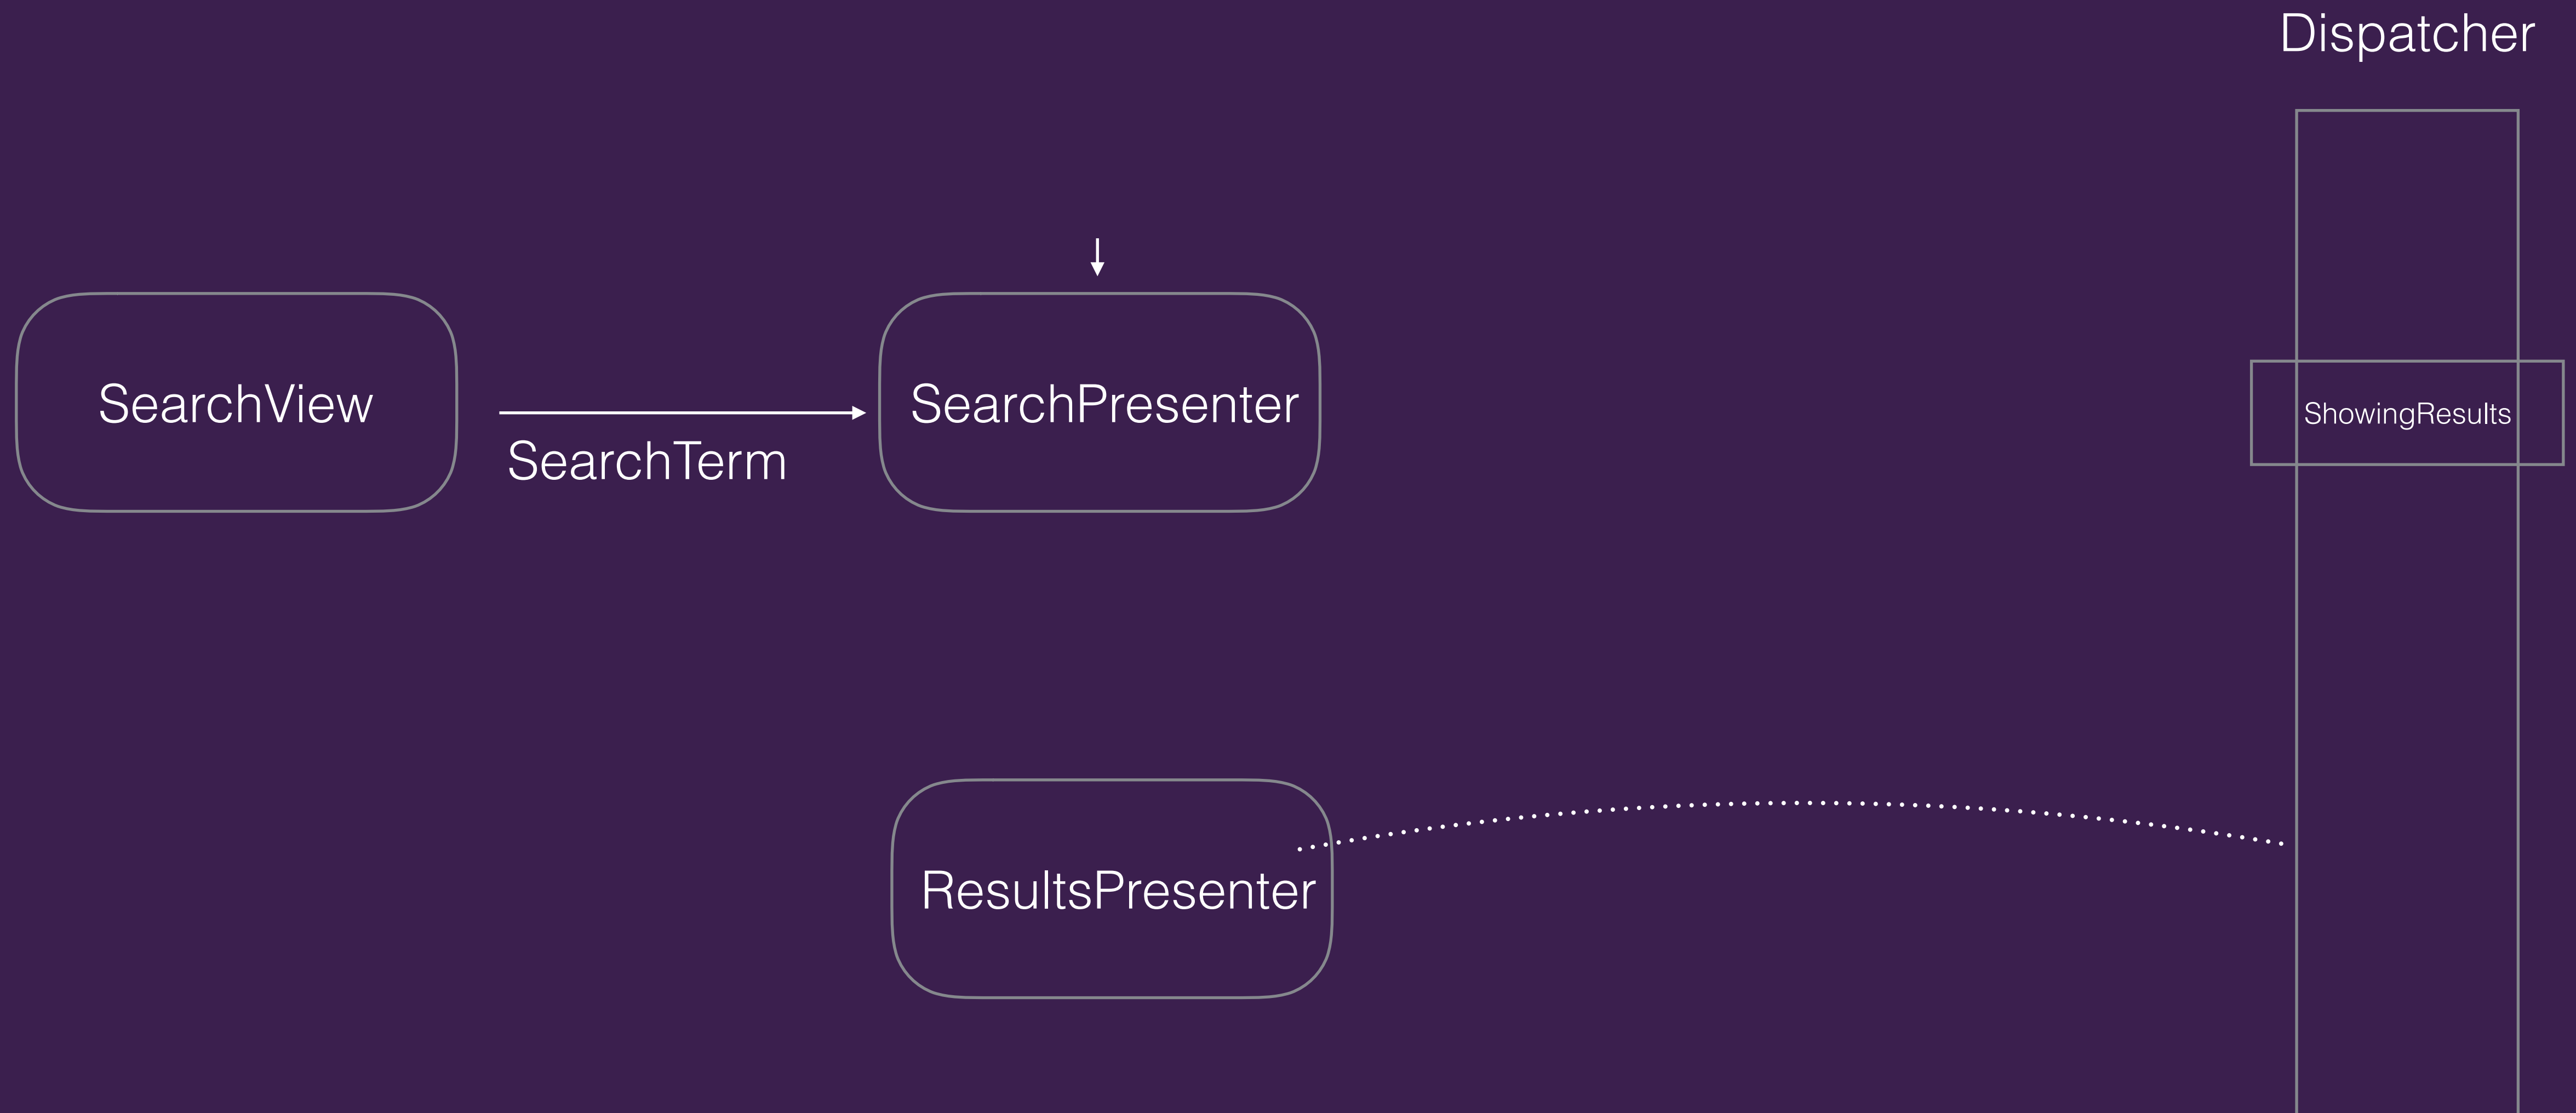 Dispatcher
SearchView
SearchTerm
SearchPresenter
ShowingResults
ResultsPresenter